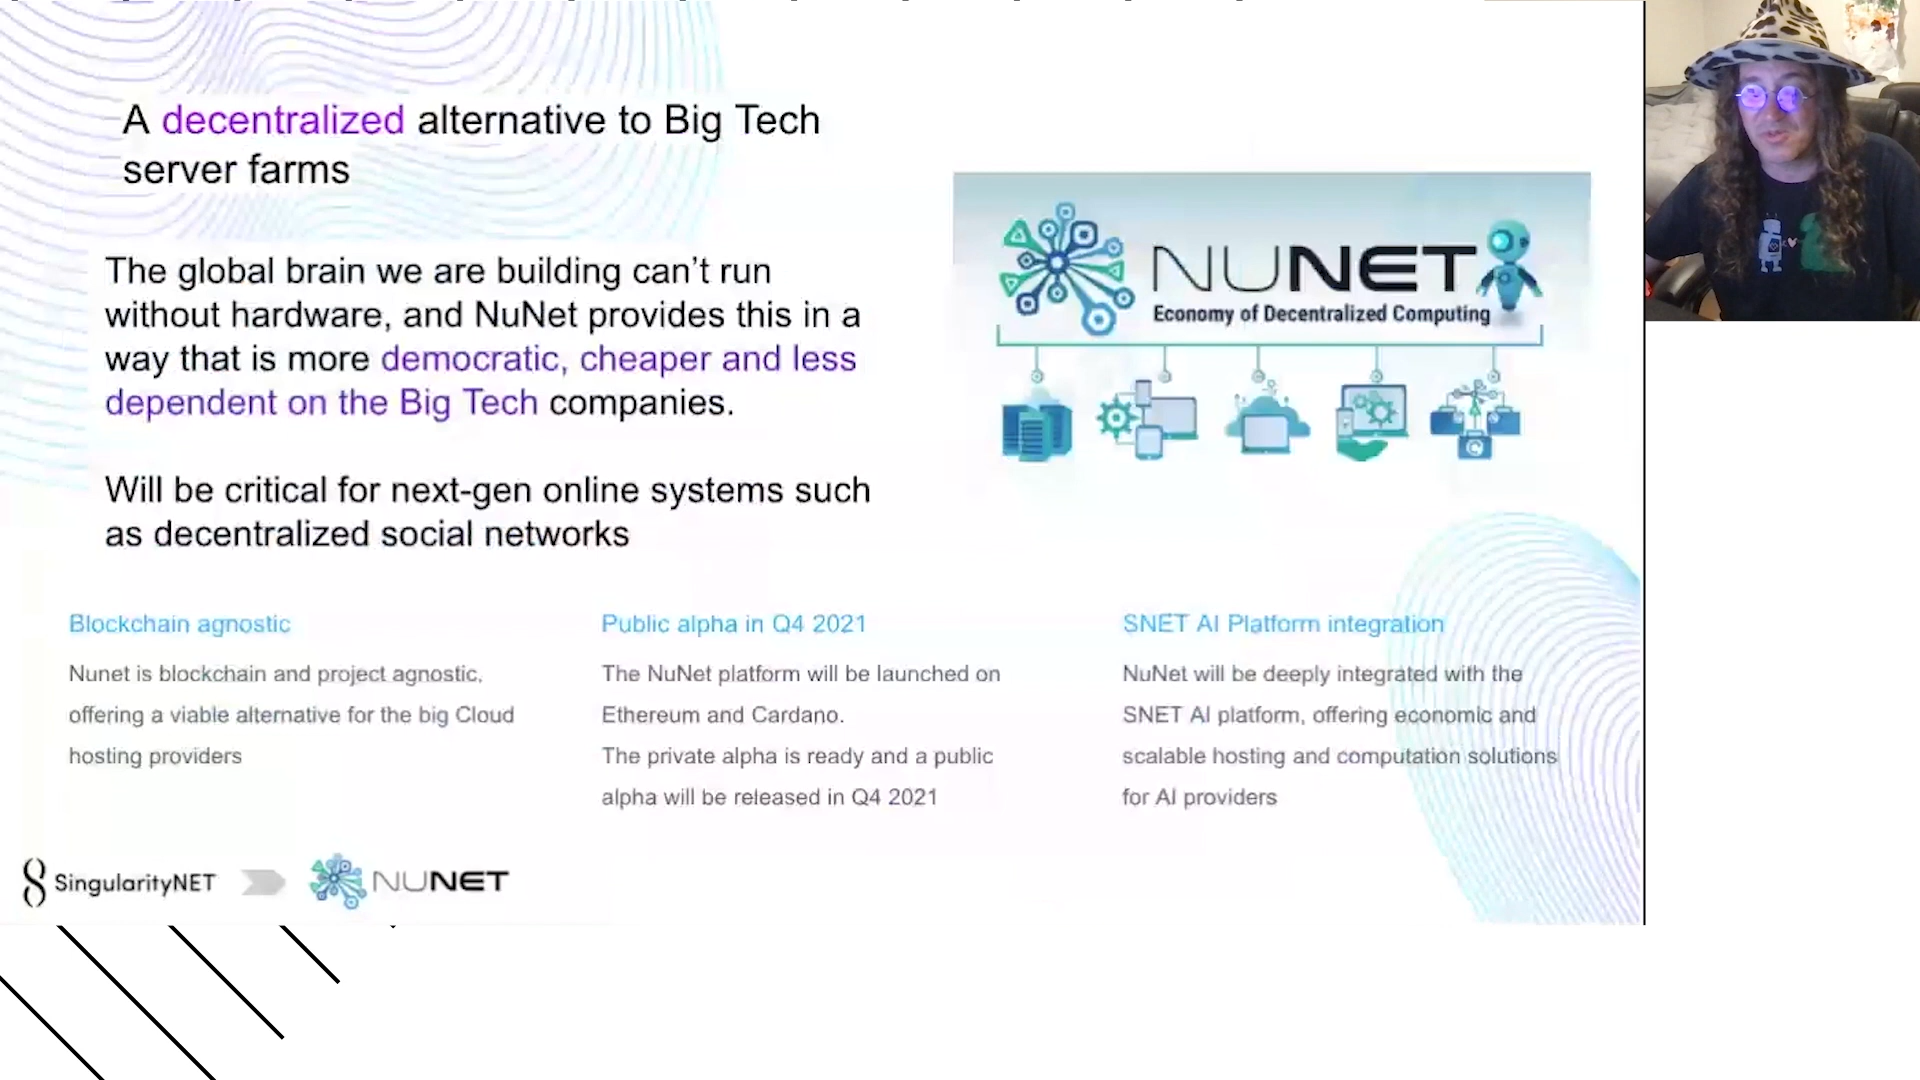 A decentralized alternative to Big Tech
server farms
The global brain we are building can’t run
without hardware, and NuNet provides this in a
way that is more democratic, cheaper and less
dependent on the Big Tech companies.
Will be critical for next-gen online systems such
as decentralized social networks
NUNET
Economy of Decentralized Computing
Blockchain agnostic
Nunet is blockchain and project agnostic,
offering a viable alternative for the big Cloud
hosting providers
Public alpha in Q4 2021
The NuNet platform will be launched on
Ethereum and Cardano.
The private alpha is ready and a public
alpha will be released in Q4 2021
SNET AI Platform integration
NuNet will be deeply integrated with the
SNET AI platform, offering economic and
scalable hosting and computation solutions
for AI providers
SingularityNET
NUNET